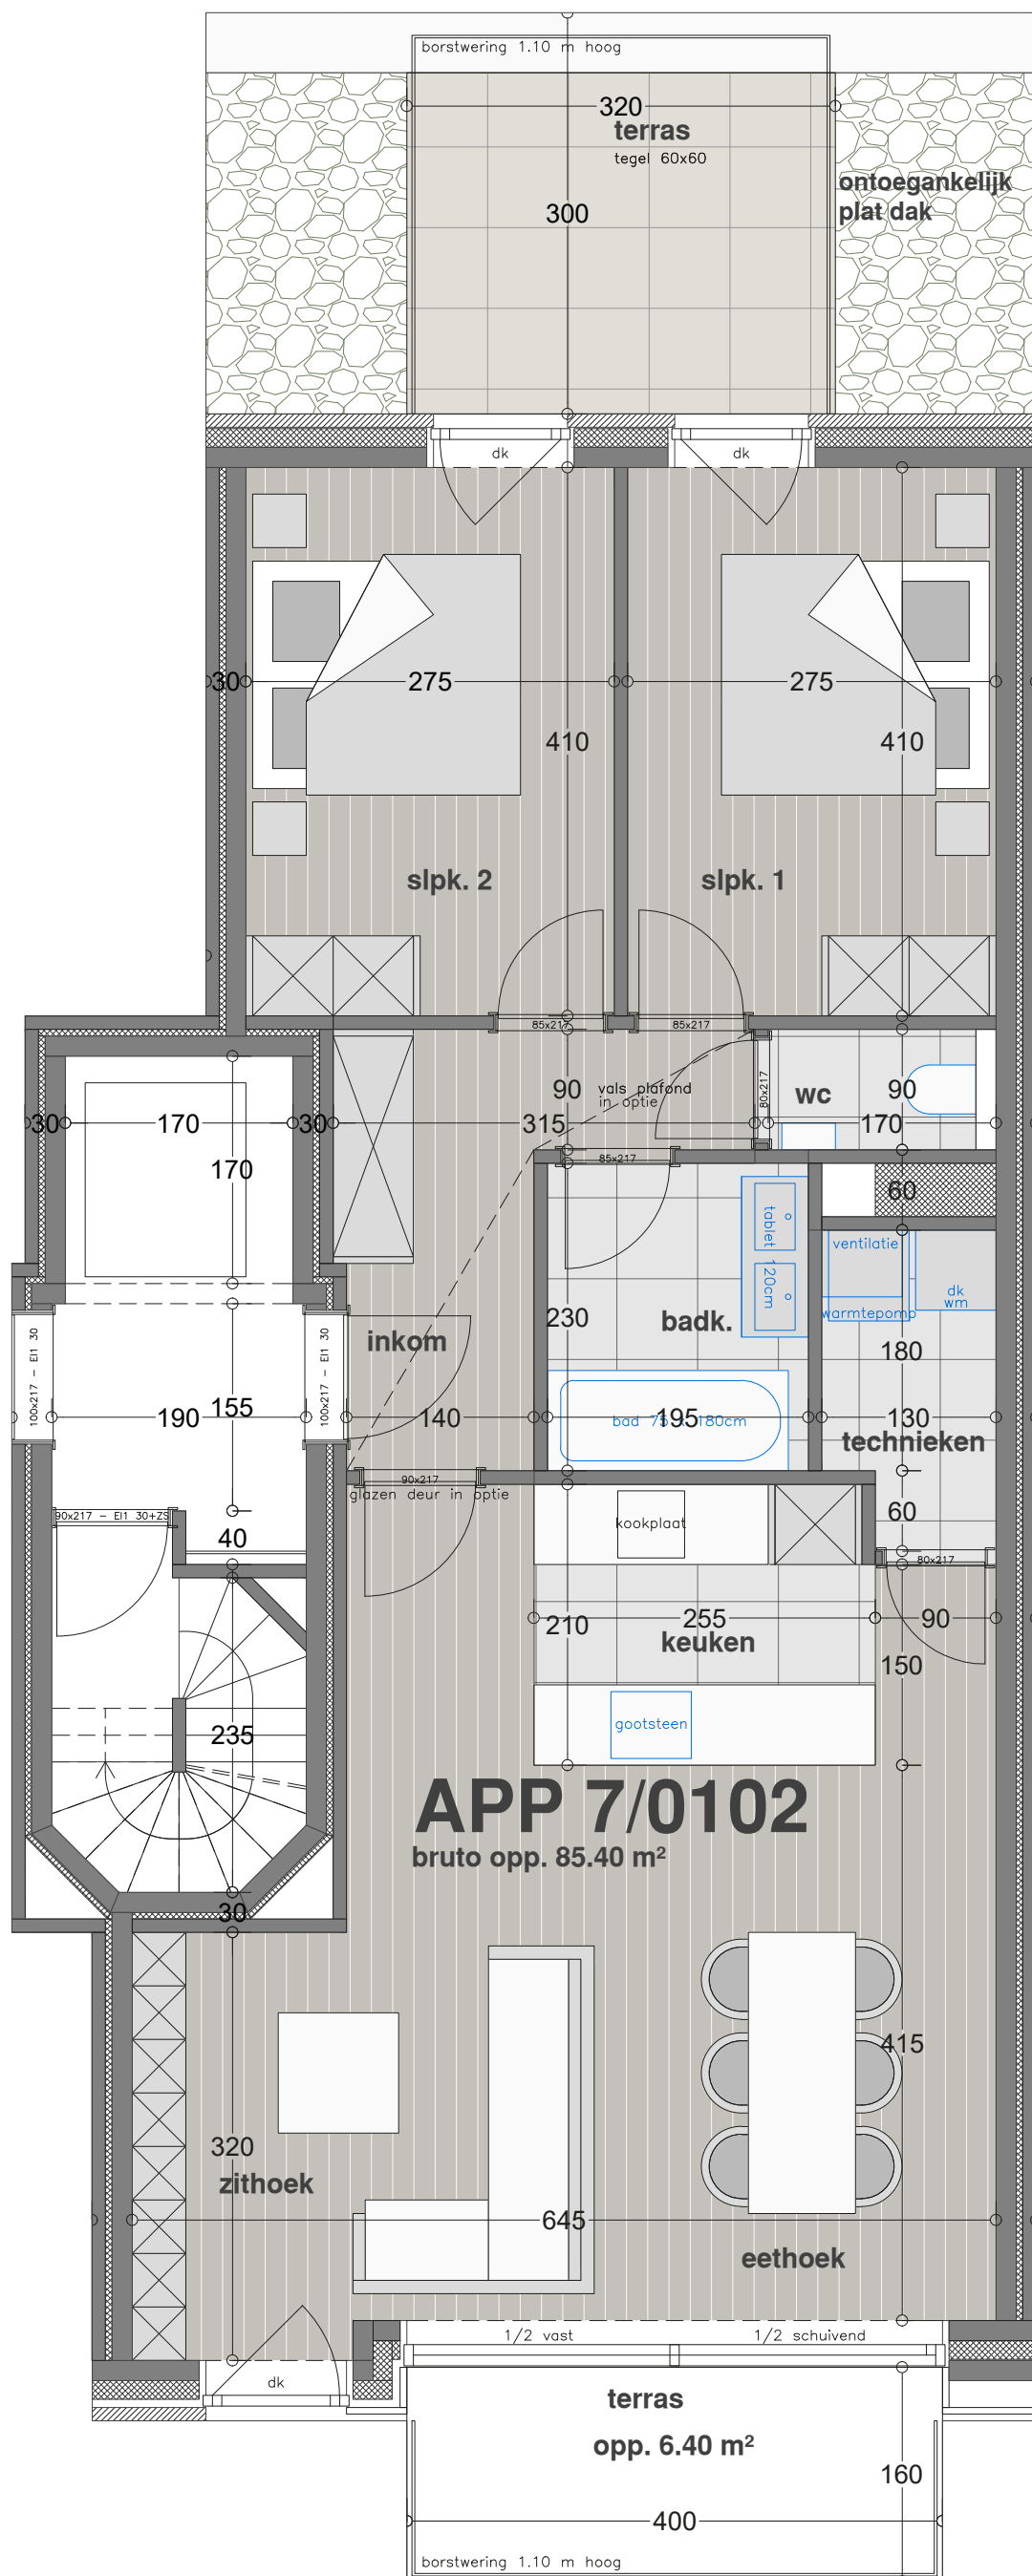 borstwering 1.10 m hoog
320
terras
tegel 60x60
ontoegankelijk
plat dak
300
dk
dk
30
275
275
410
410
slpk. 2
slpk. 1
85x217
85x217
90
vals plafond
in optie
80x217
wc
90
30
170
30
315
170
170
85x217
60
tablet 120cm
ventilatie
dk
wm
warmtepomp
230
badk.
inkom
100x217 - EI1 30
100x217 - EI1 30
180
190
155
140
bad 75 x 180cm
195
130
technieken
90x217
glazen deur in optie
90x217 - EI1 30+ZS
kookplaat
60
40
80x217
210
255
90
keuken
150
gootsteen
235
APP 7/0102
bruto opp. 85.40 m²
30
415
320
zithoek
645
eethoek
1/2 vast
1/2 schuivend
dk
terras
opp. 6.40 m²
160
400
borstwering 1.10 m hoog